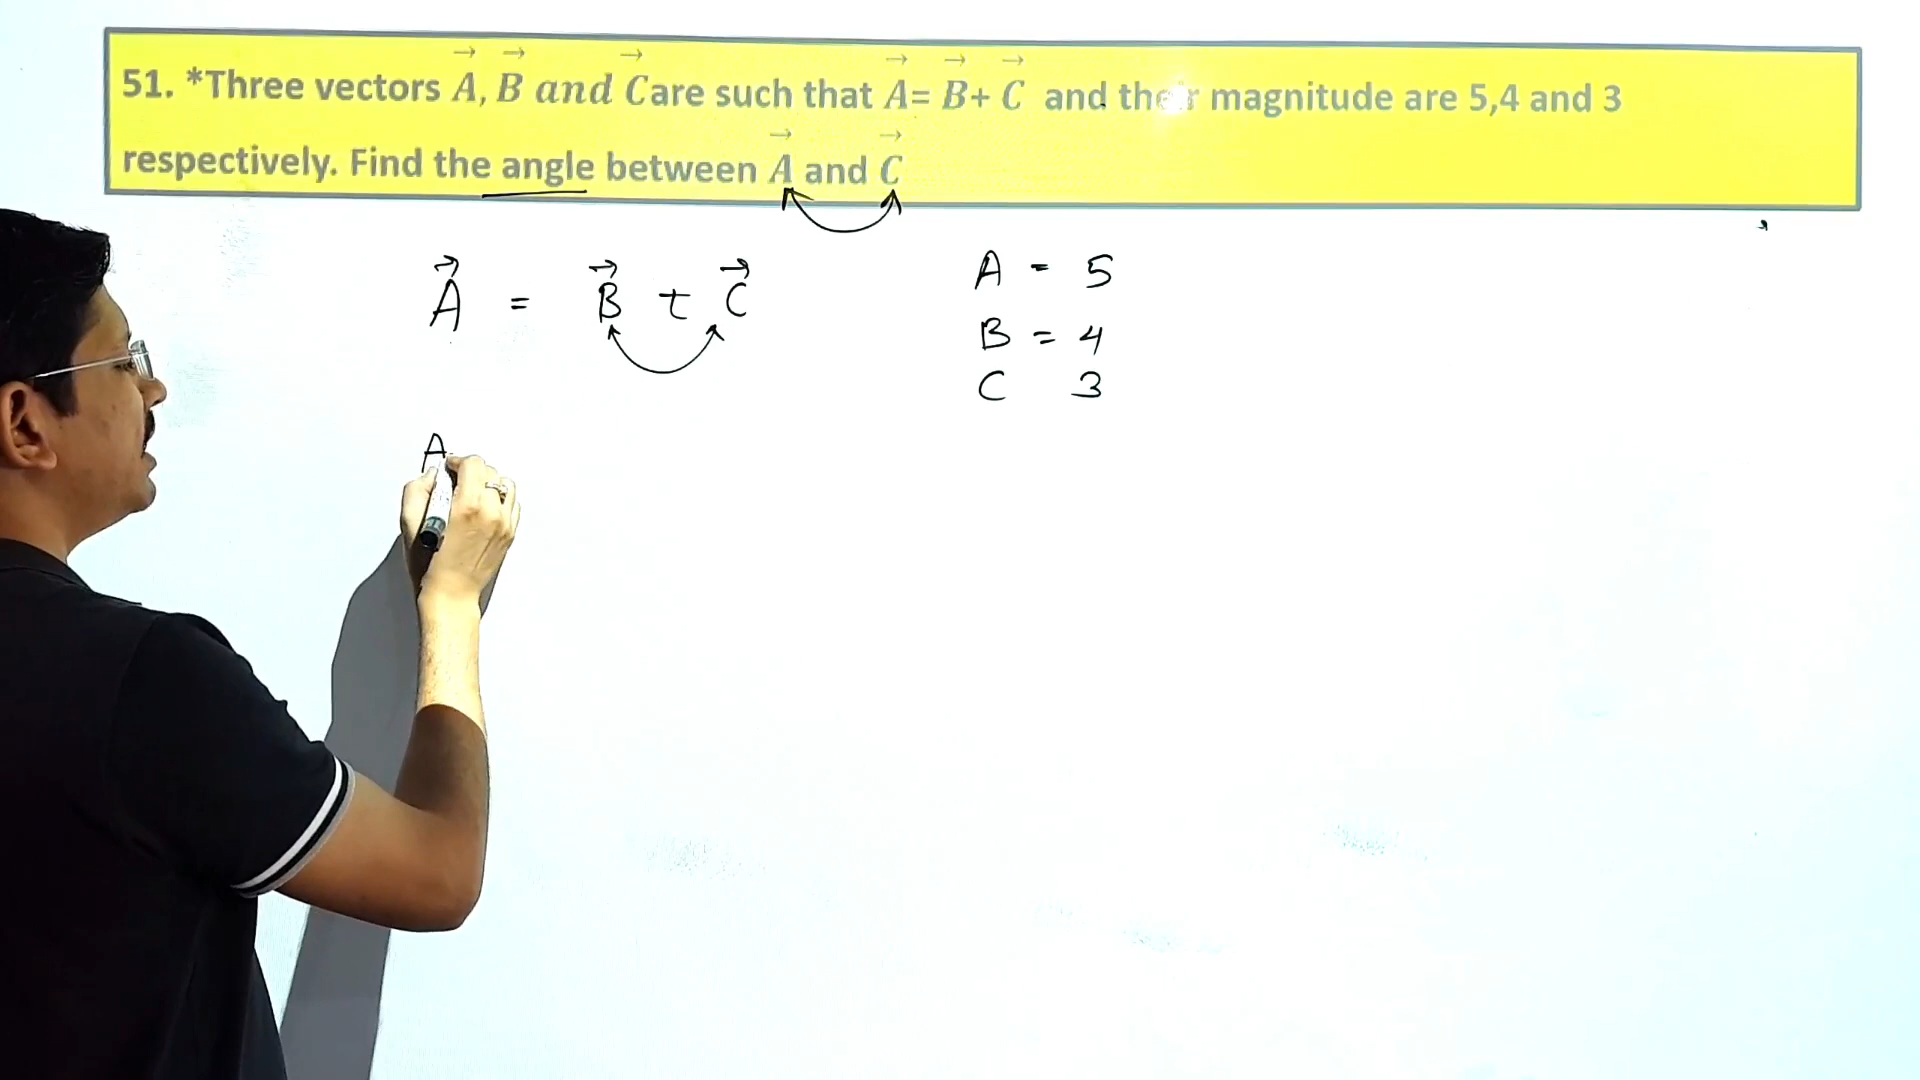 51. *Three vectors A, B and C are such that A= B+ C and their magnitude are 5,4 and 3
respectively. Find the angle between A and C
A = B + C
A = 5
B = 4
C 3
A